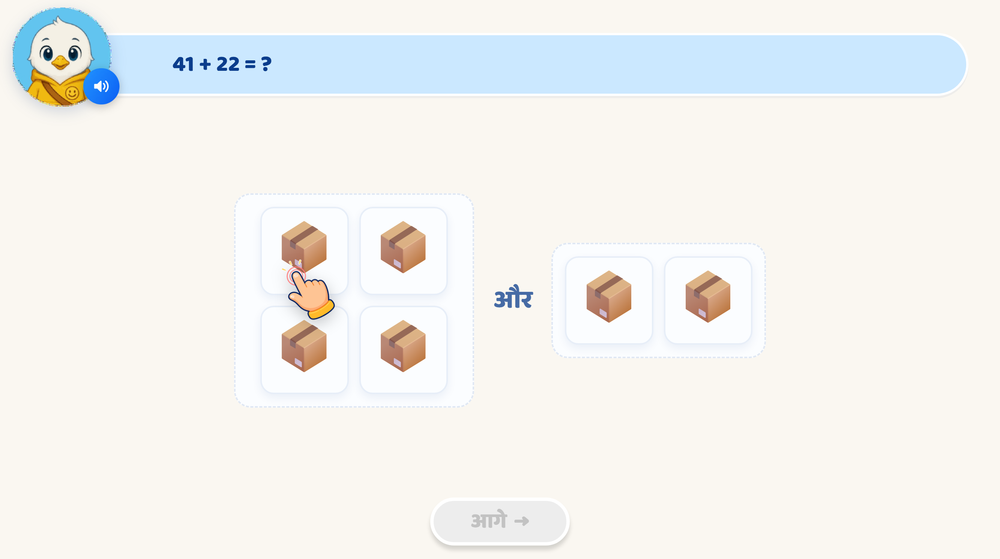 41 + 22 = ?
और
आगे ➜